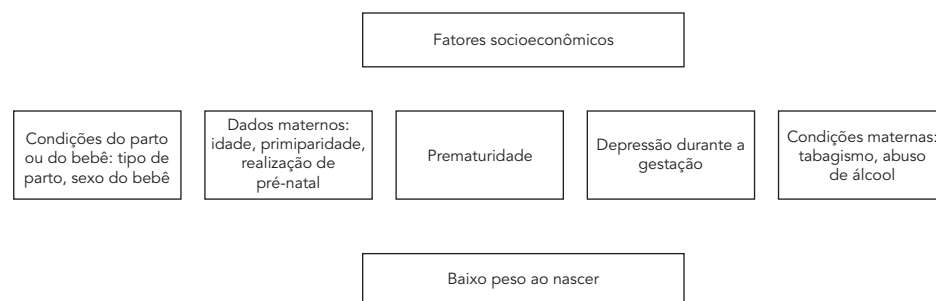 Fatores socioeconômicos
Condições do parto
ou do bebê: tipo de
parto, sexo do bebê
Dados maternos:
idade, primiparidade,
realização de
pré-natal
Prematuridade
Depressão durante a
gestação
Condições maternas:
tabagismo, abuso
de álcool
Baixo peso ao nascer